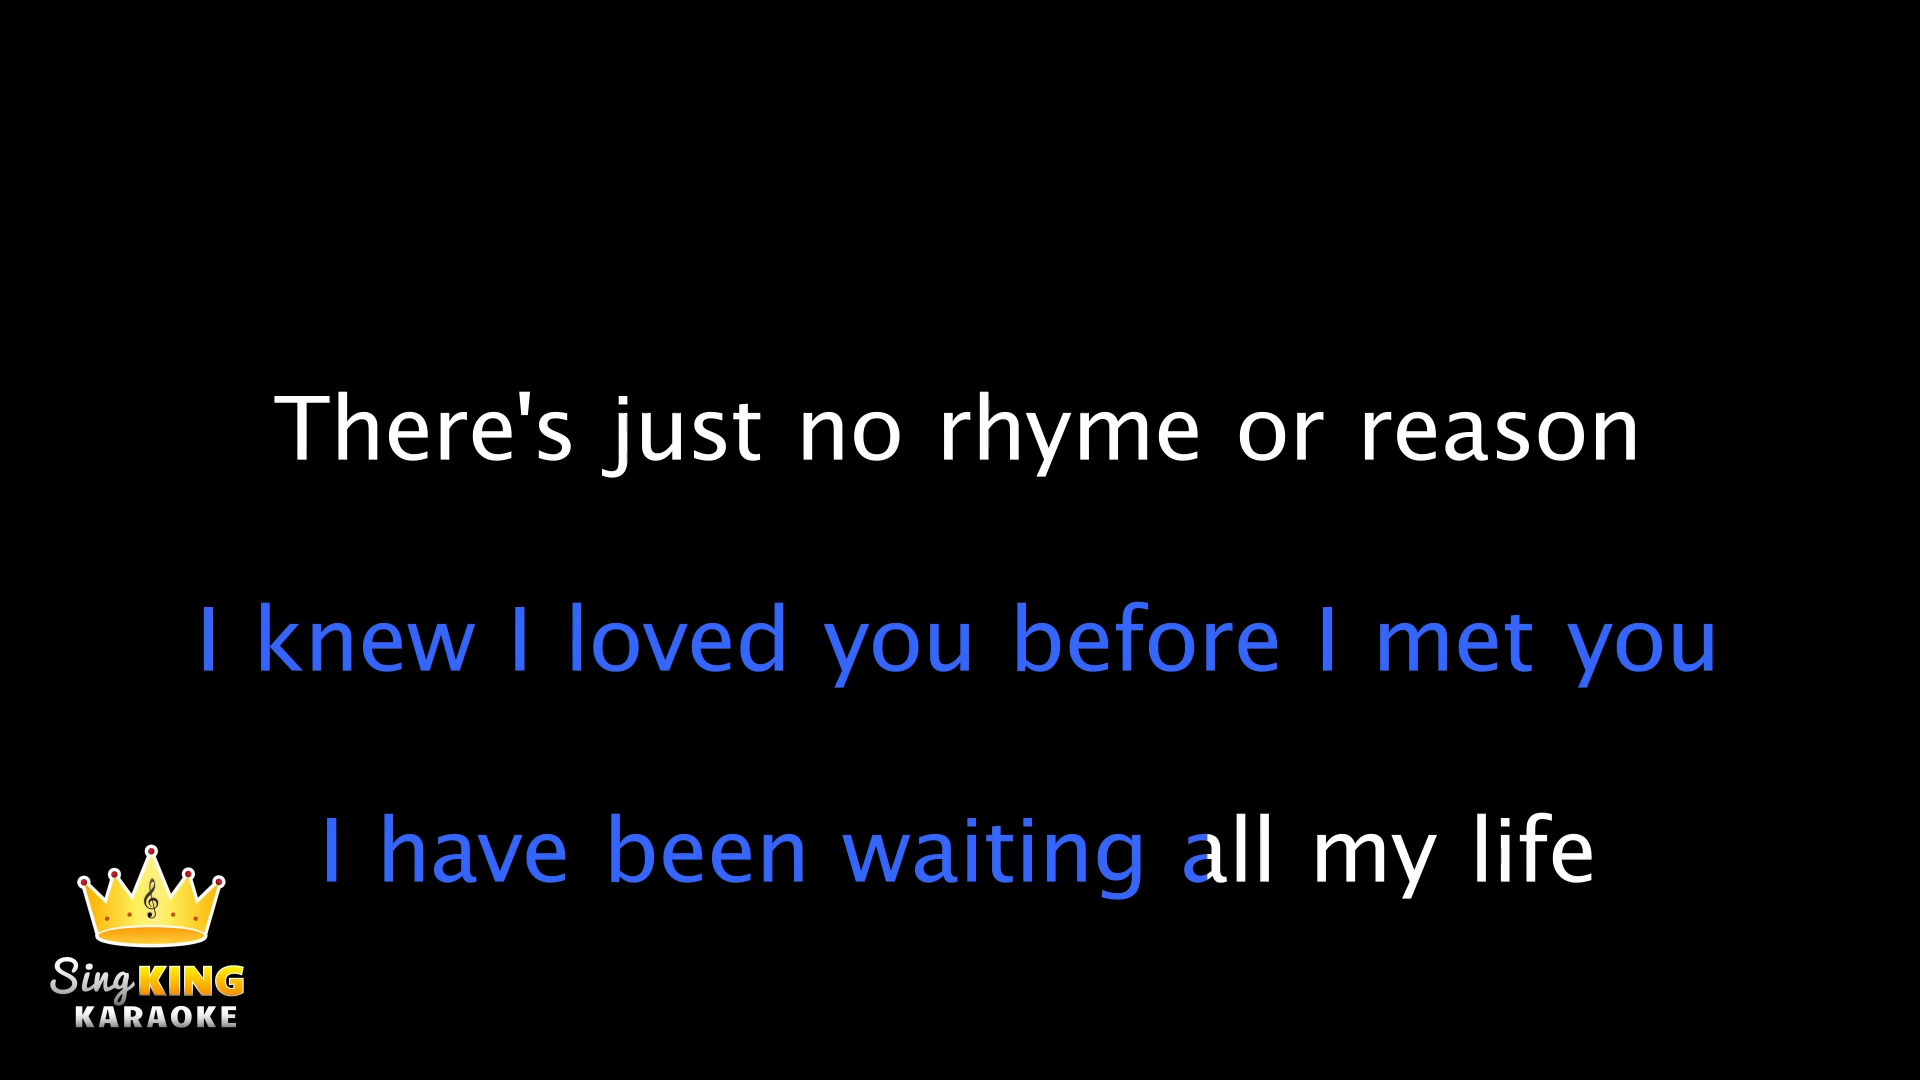 There's just no rhyme or reason
I knew I loved you before I met you
I have been waiting all my life
Sing KING
KARAOKE